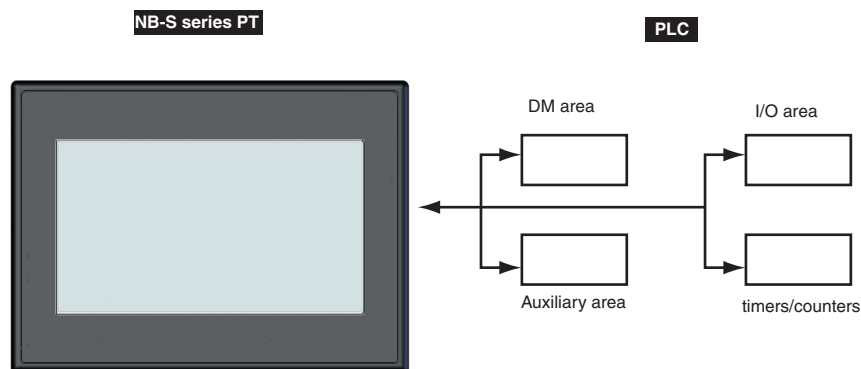 NB-S series PT
PLC
DM area
I/O area
Auxiliary area
timers/counters